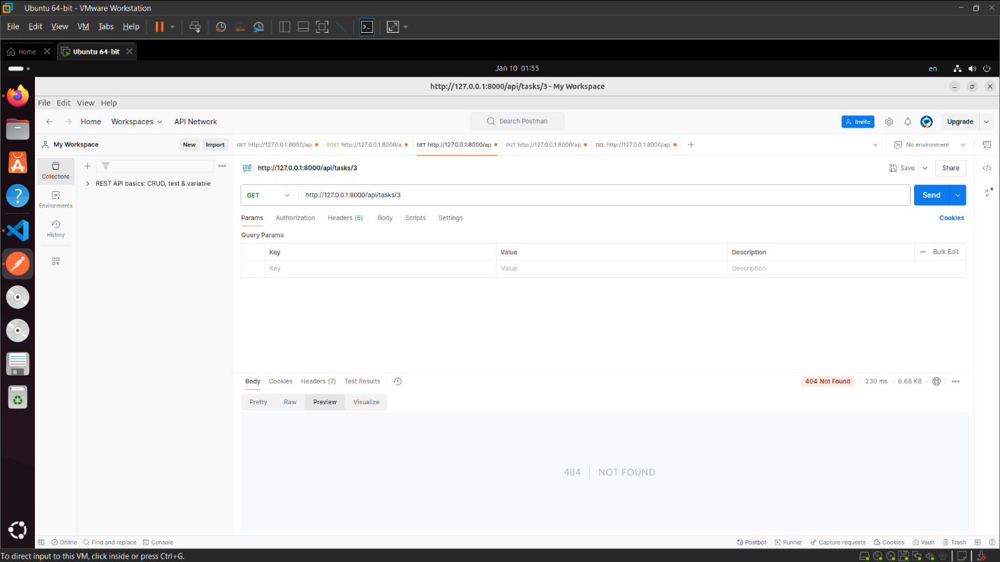 Ubuntu 64-bit - VMware Workstation
File Edit View VM Tabs Help
Home
Ubuntu 64-bit
Jan 10 01:55
en
http://127.0.0.1:8000/api/tasks/3 - My Workspace
File Edit View Help
Home Workspaces API Network
Search Postman
Invite
Upgrade
My Workspace
New Import
GET http://127.0.0.1:8000/ap
POST http://127.0.0.1:8000/a
GET http://127.0.0.1:8000/ap
PUT http://127.0.0.1:8000/ap
DEL http://127.0.0.1:8000/ap
No environment
Collections
Environments
History
REST API basics: CRUD, test & variable
HTTP
http://127.0.0.1:8000/api/tasks/3
Save
Share
GET
http://127.0.0.1:8000/api/tasks/3
Send
Params Authorization Headers (6) Body Scripts Settings
Cookies
Query Params
Key Value Description Bulk Edit
Key Value Description
Body Cookies Headers (7) Test Results
404 Not Found 230 ms 6.68 KB
Pretty Raw Preview Visualize
404 NOT FOUND
Online Find and replace Console
Postbot Runner Capture requests Cookies Vault Trash
To direct input to this VM, click inside or press Ctrl+G.